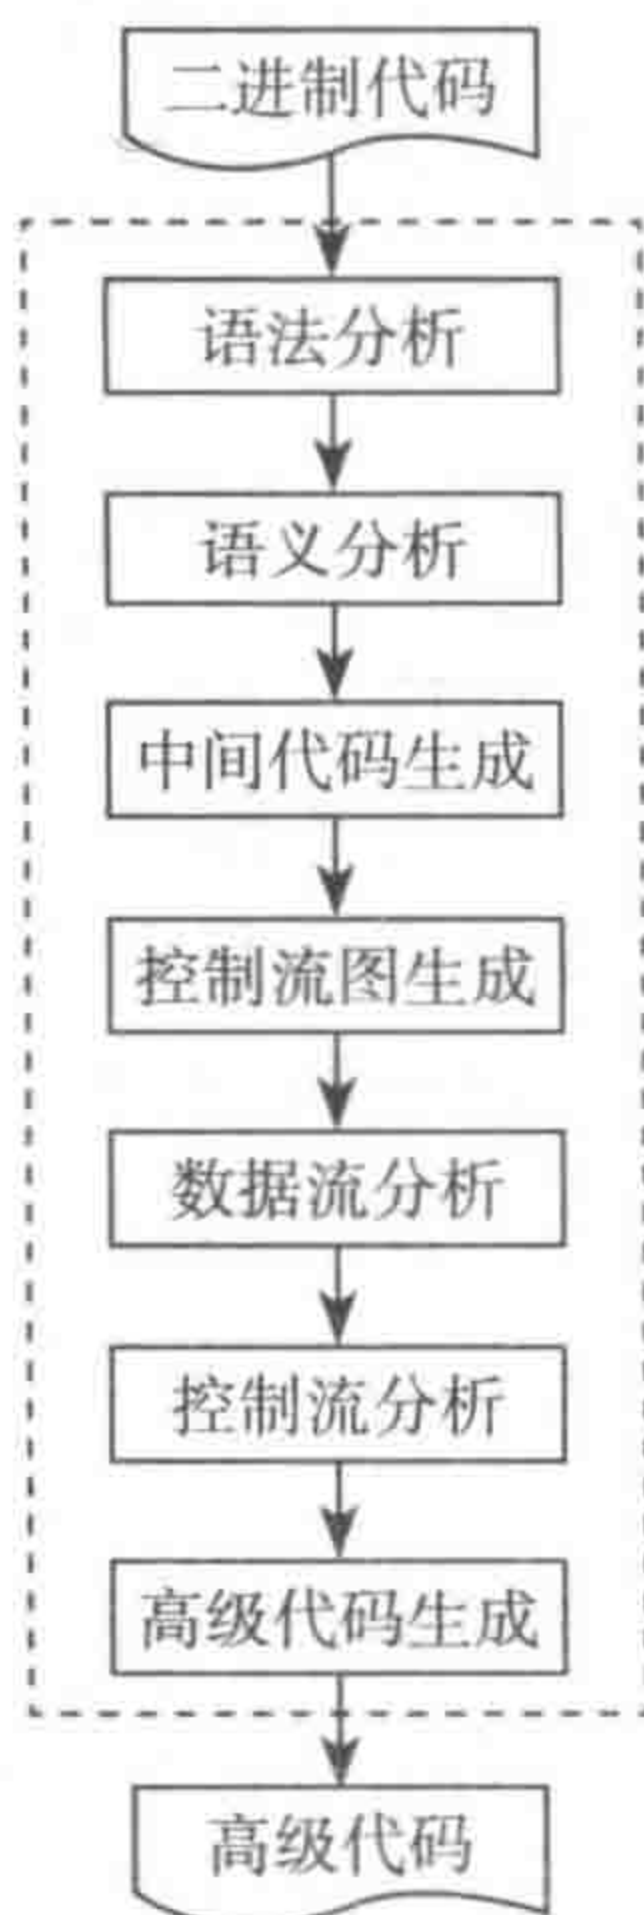 二进制代码
语法分析
语义分析
中间代码生成
控制流图生成
数据流分析
控制流分析
高级代码生成
高级代码